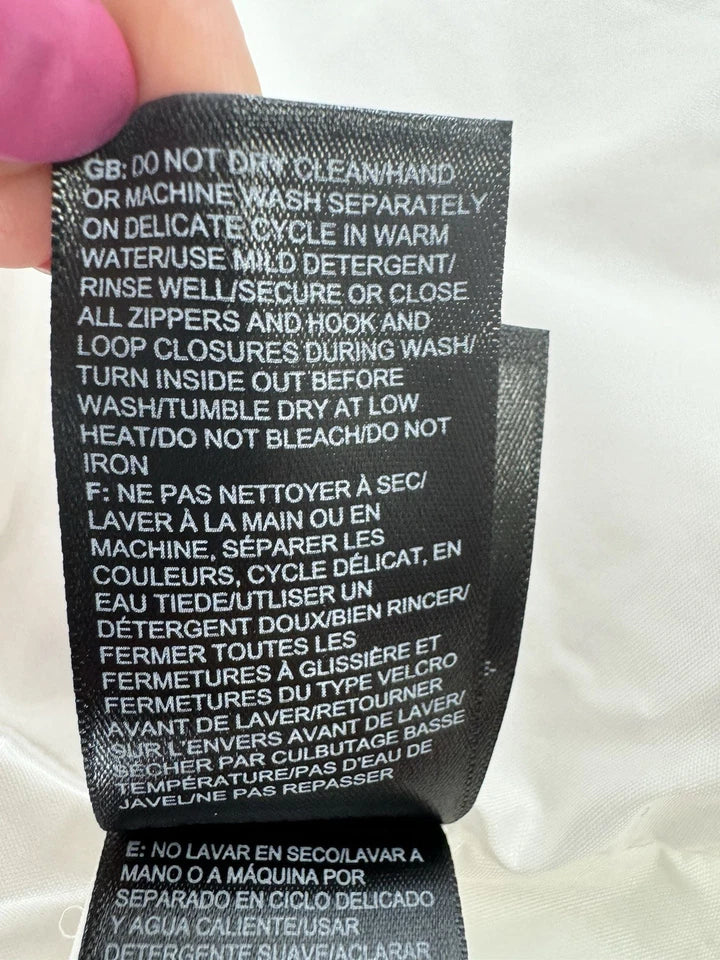 GB: DO NOT DRY CLEAN/HAND
OR MACHINE WASH SEPARATELY
ON DELICATE CYCLE IN WARM
WATER/USE MILD DETERGENT/
RINSE WELL/SECURE OR CLOSE
ALL ZIPPERS AND HOOK AND
LOOP CLOSURES DURING WASH/
TURN INSIDE OUT BEFORE
WASH/TUMBLE DRY AT LOW
HEAT/DO NOT BLEACH/DO NOT
IRON
F: NE PAS NETTOYER À SEC/
LAVER À LA MAIN OU EN
MACHINE, SÉPARER LES
COULEURS, CYCLE DÉLICAT, EN
EAU TIEDE/UTLISER UN
DÉTERGENT DOUX/BIEN RINCER/
FERMER TOUTES LES
FERMETURES À GLISSIÈRE ET
FERMETURES DU TYPE VELCRO
AVANT DE LAVER/RETOURNER
SUR L'ENVERS AVANT DE LAVER/
SÉCHER PAR CULBUTAGE BASSE
TEMPÉRATURE/PAS D'EAU DE
JAVEL/NE PAS REPASSER
E: NO LAVAR EN SECO/LAVAR A
MANO O A MÁQUINA POR
SEPARADO EN CICLO DELICADO
Y AGUA CALIENTE/USAR
DETERGENTE SUAVE/ACLARAR